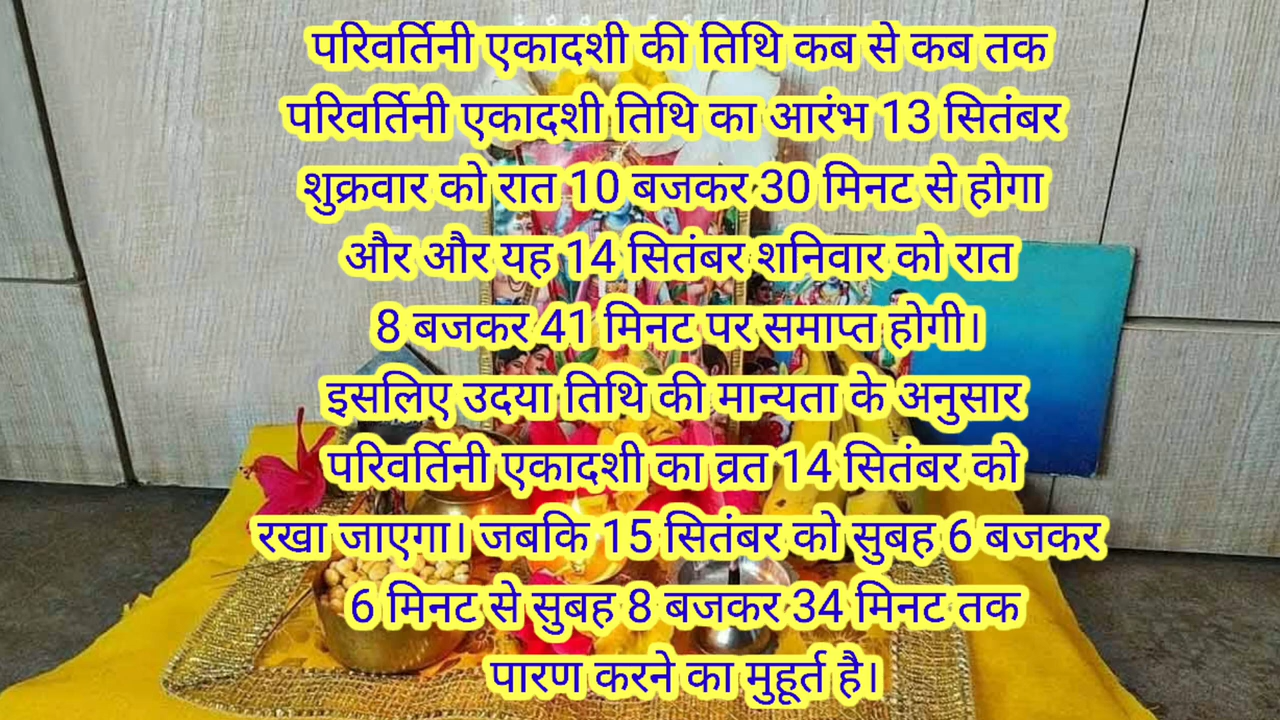 परिवर्तिनी एकादशी की तिथि कब से कब तक
परिवर्तिनी एकादशी तिथि का आरंभ 13 सितंबर
शुक्रवार को रात 10 बजकर 30 मिनट से होगा
और और यह 14 सितंबर शनिवार को रात
8 बजकर 41 मिनट पर समाप्त होगी।
इसलिए उदया तिथि की मान्यता के अनुसार
परिवर्तिनी एकादशी का व्रत 14 सितंबर को
रखा जाएगा। जबकि 15 सितंबर को सुबह 6 बजकर
6 मिनट से सुबह 8 बजकर 34 मिनट तक
पारण करने का मुहूर्त है।